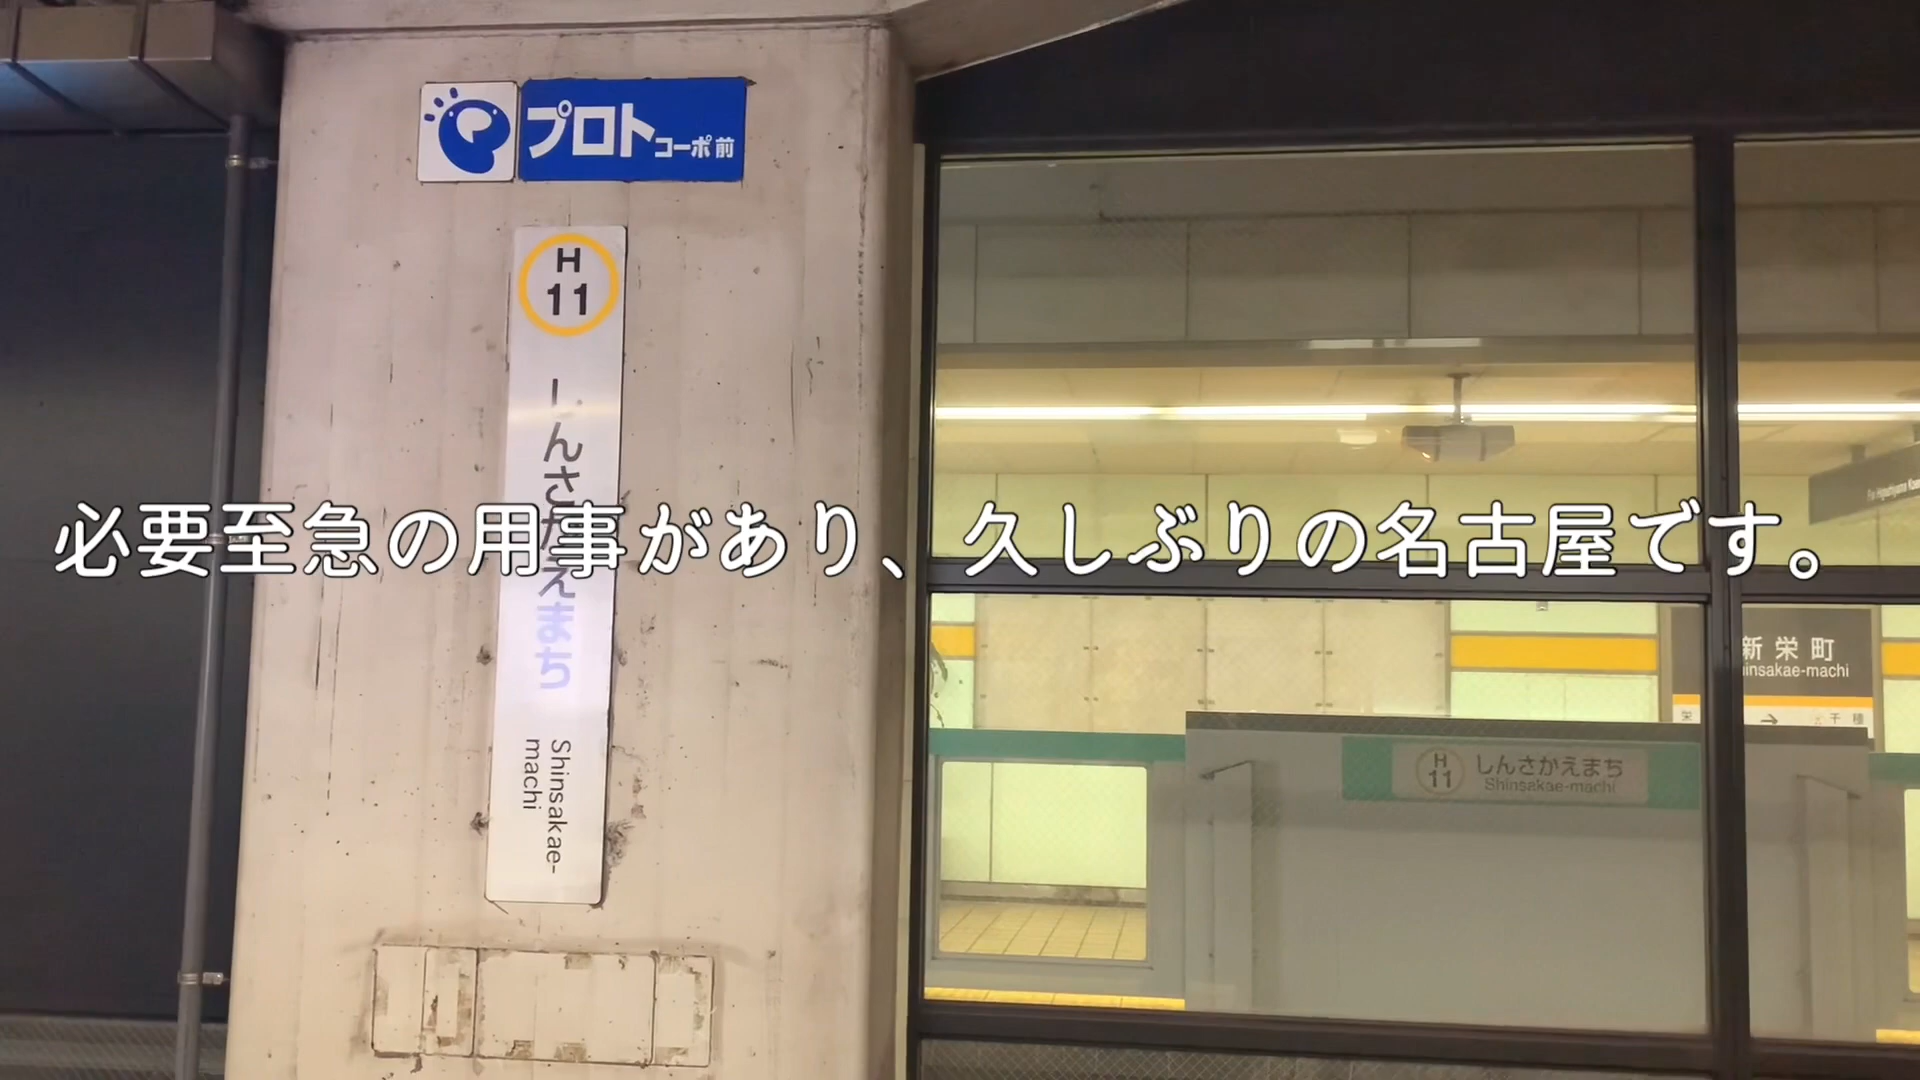 プロトコーポ前
H
11
しんさかえまち
Shinsakae-
machi
必要至急の用事があり、久しぶりの名古屋です。
新栄町
insakae-machi
栄
→
千種
H
11
しんさかえまち
Shinsakae-machi